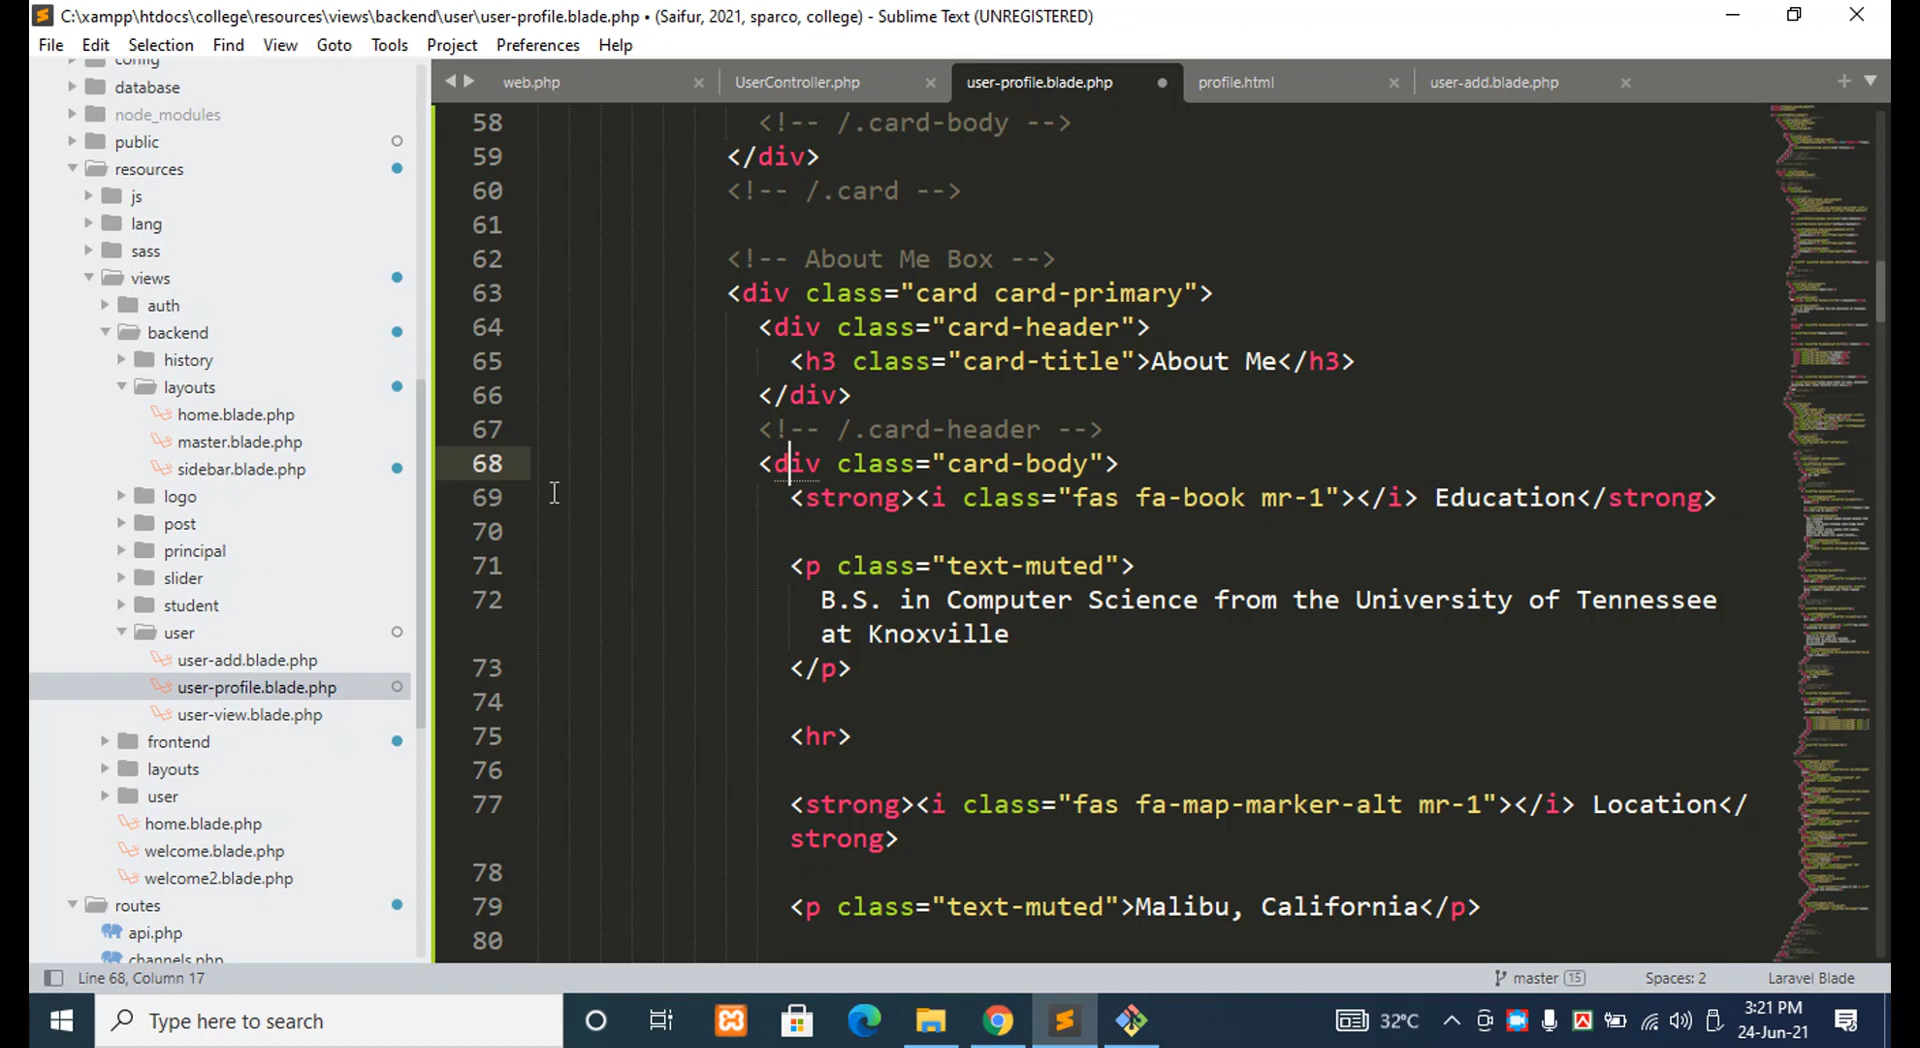 C:\xampp\htdocs\college\resources\views\backend\user\user-profile.blade.php • (Saifur, 2021, sparco, college) - Sublime Text (UNREGISTERED)
File Edit Selection Find View Goto Tools Project Preferences Help
web.php × UserController.php × user-profile.blade.php profile.html × user-add.blade.php ×
config
database
node_modules
public
resources
js
lang
sass
views
auth
backend
history
layouts
home.blade.php
master.blade.php
sidebar.blade.php
logo
post
principal
slider
student
user
user-add.blade.php
user-profile.blade.php
user-view.blade.php
frontend
layouts
user
home.blade.php
welcome.blade.php
welcome2.blade.php
routes
api.php
channels.php
58 <!-- /.card-body -->
59 </div>
60 <!-- /.card -->
61
62 <!-- About Me Box -->
63 <div class="card card-primary">
64 <div class="card-header">
65 <h3 class="card-title">About Me</h3>
66 </div>
67 <!-- /.card-header -->
68 <div class="card-body">
69 <strong><i class="fas fa-book mr-1"></i> Education</strong>
70
71 <p class="text-muted">
72 B.S. in Computer Science from the University of Tennessee
at Knoxville
73 </p>
74
75 <hr>
76
77 <strong><i class="fas fa-map-marker-alt mr-1"></i> Location</
strong>
78
79 <p class="text-muted">Malibu, California</p>
80
Line 68, Column 17 master 15 Spaces: 2 Laravel Blade
Type here to search 32°C 3:21 PM
24-Jun-21